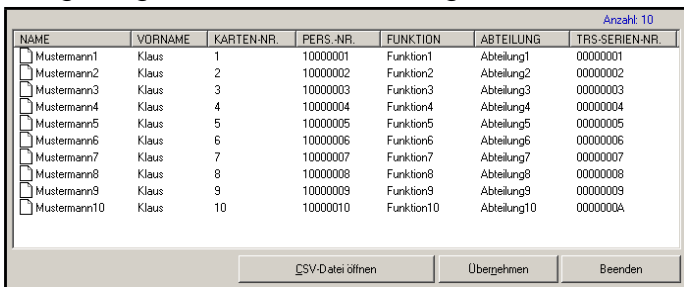 Anzahl: 10
NAME VORNAME KARTEN-NR. PERS.-NR. FUNKTION ABTEILUNG TRS-SERIEN-NR.
Mustermann1 Klaus 1 10000001 Funktion1 Abteilung1 00000001
Mustermann2 Klaus 2 10000002 Funktion2 Abteilung2 00000002
Mustermann3 Klaus 3 10000003 Funktion3 Abteilung3 00000003
Mustermann4 Klaus 4 10000004 Funktion4 Abteilung4 00000004
Mustermann5 Klaus 5 10000005 Funktion5 Abteilung5 00000005
Mustermann6 Klaus 6 10000006 Funktion6 Abteilung6 00000006
Mustermann7 Klaus 7 10000007 Funktion7 Abteilung7 00000007
Mustermann8 Klaus 8 10000008 Funktion8 Abteilung8 00000008
Mustermann9 Klaus 9 10000009 Funktion9 Abteilung9 00000009
Mustermann10 Klaus 10 10000010 Funktion10 Abteilung10 0000000A
CSV-Datei öffnen Übernehmen Beenden